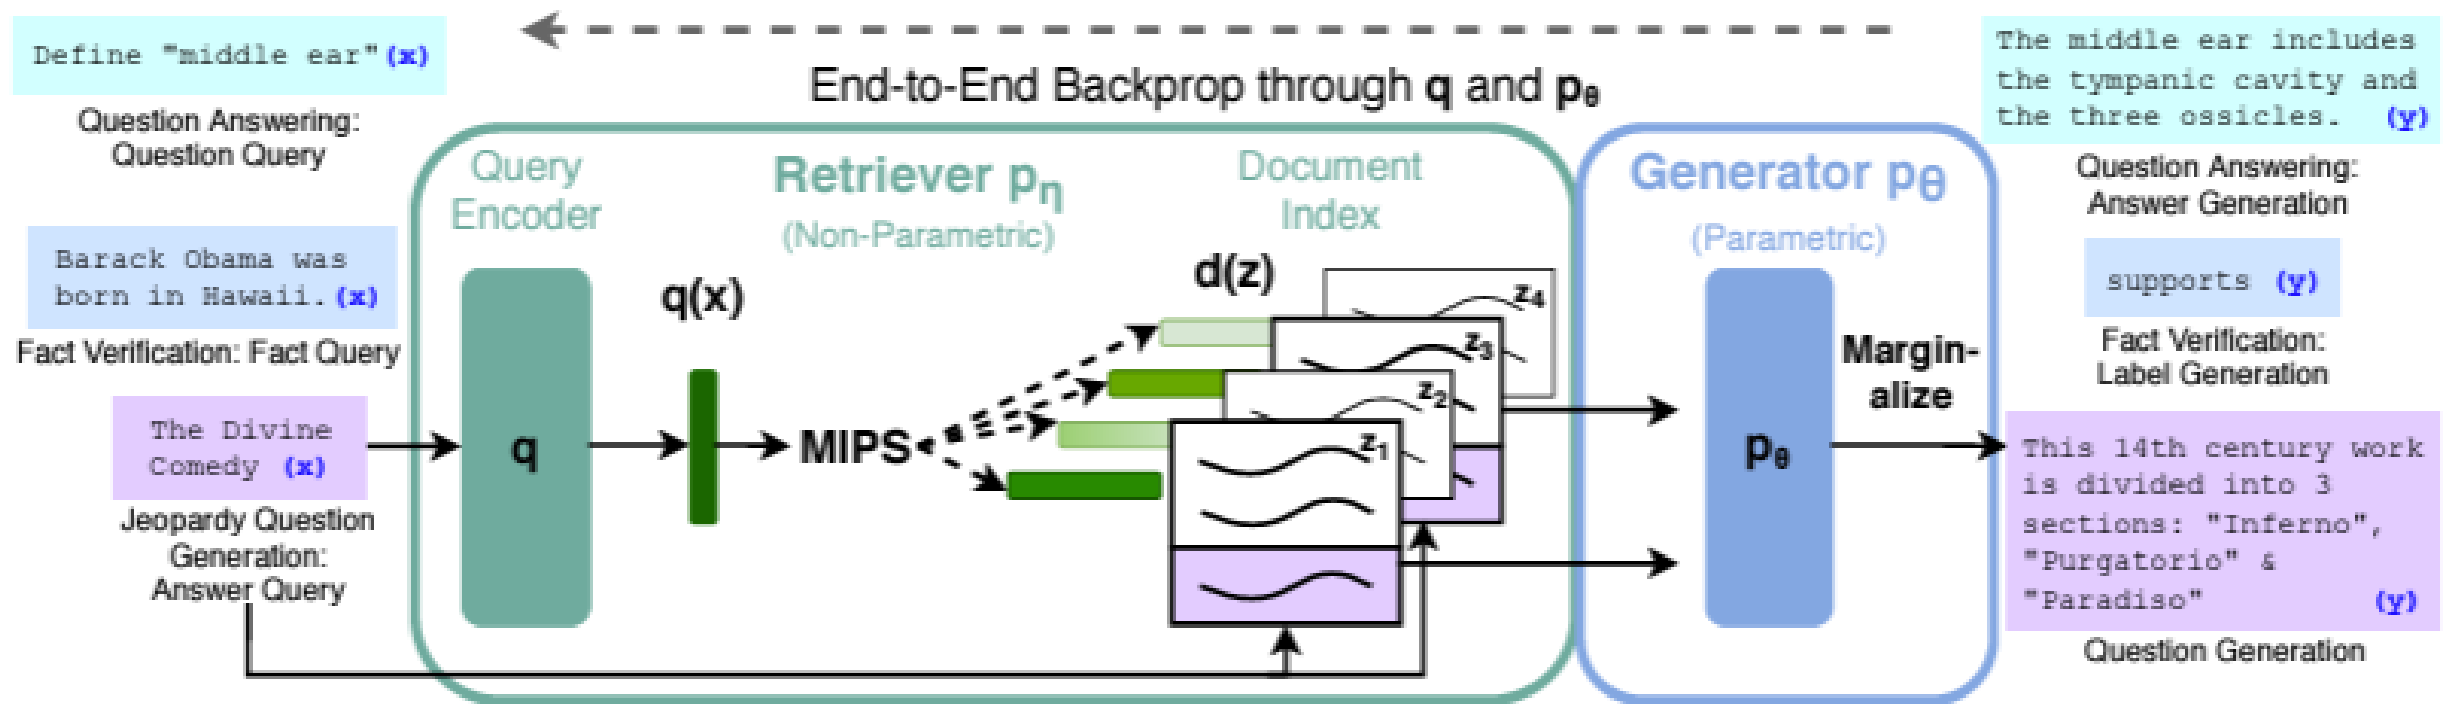 Define "middle ear" (x)
Question Answering:
Question Query
Barack Obama was
born in Hawaii. (x)
Fact Verification: Fact Query
The Divine
Comedy (x)
Jeopardy Question
Generation:
Answer Query
End-to-End Backprop through q and pθ
Query
Encoder
Retriever pη
(Non-Parametric)
Document
Index
q
q(x)
MIPS
d(z)
z4
z3
z2
z1
Generator pθ
(Parametric)
pθ
Margin-
alize
The middle ear includes
the tympanic cavity and
the three ossicles. (y)
Question Answering:
Answer Generation
supports (y)
Fact Verification:
Label Generation
This 14th century work
is divided into 3
sections: "Inferno",
"Purgatorio" &
"Paradiso" (y)
Question Generation